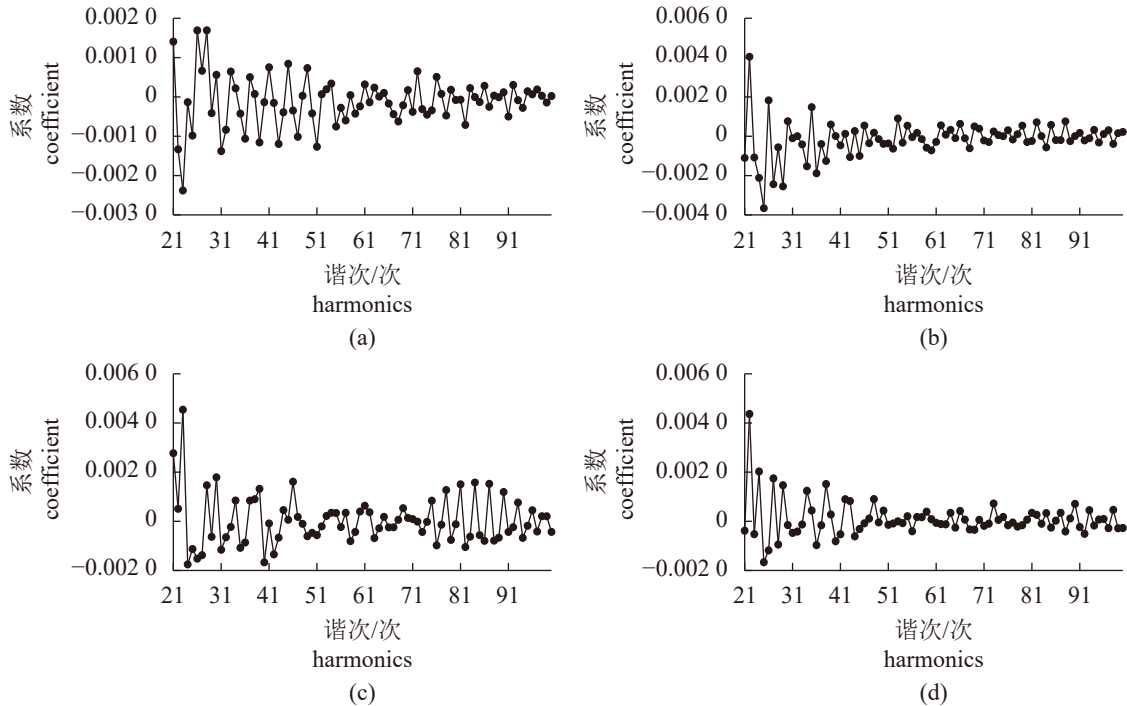 系数
coefficient
0.002 0
0.001 0
0
−0.001 0
−0.002 0
−0.003 0
21 31 41 51 61 71 81 91
谐次/次
harmonics
(a)
系数
coefficient
0.006 0
0.004 0
0.002 0
0
−0.002 0
−0.004 0
21 31 41 51 61 71 81 91
谐次/次
harmonics
(b)
系数
coefficient
0.006 0
0.004 0
0.002 0
0
−0.002 0
21 31 41 51 61 71 81 91
谐次/次
harmonics
(c)
系数
coefficient
0.006 0
0.004 0
0.002 0
0
−0.002 0
21 31 41 51 61 71 81 91
谐次/次
harmonics
(d)